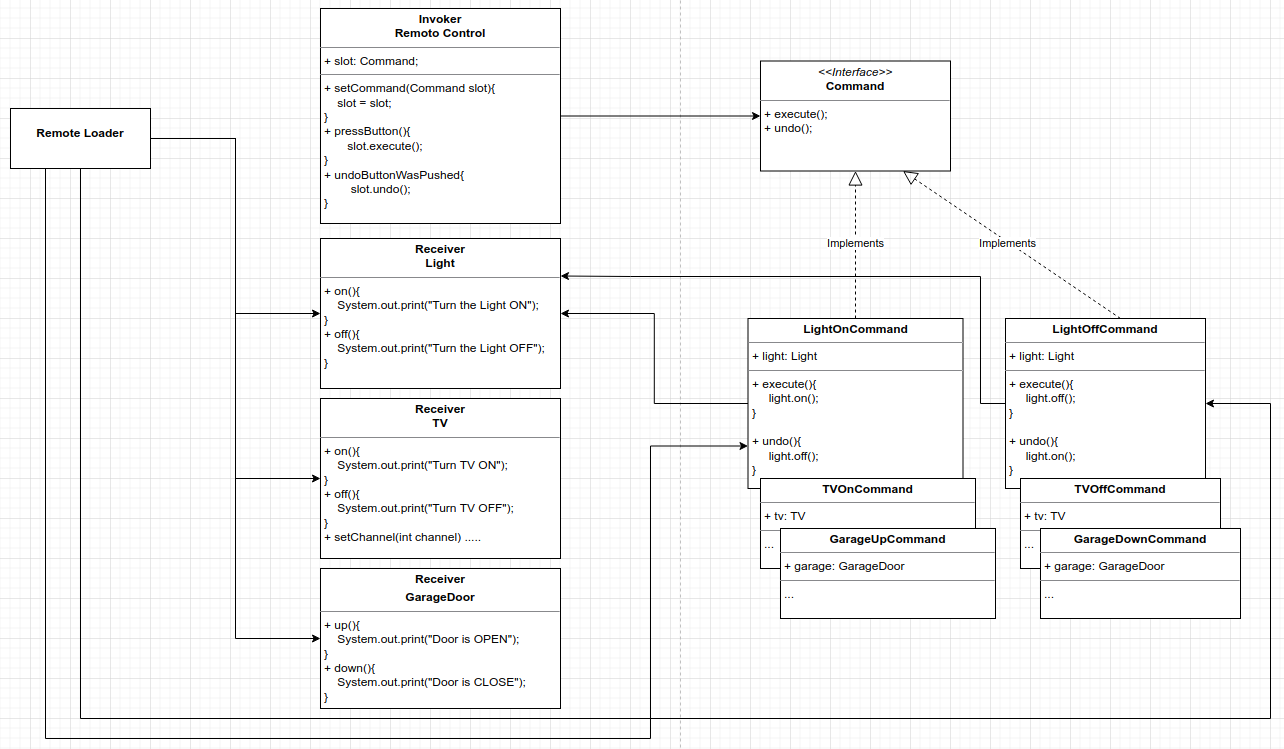 Invoker
Remoto Control
+ slot: Command;
+ setCommand(Command slot){
slot = slot;
}
+ pressButton(){
slot.execute();
}
+ undoButtonWasPushed{
slot.undo();
}
<<Interface>>
Command
+ execute();
+ undo();
Remote Loader
Implements
Implements
Receiver
Light
+ on(){
System.out.print("Turn the Light ON");
}
+ off(){
System.out.print("Turn the Light OFF");
}
LightOnCommand
+ light: Light
+ execute(){
light.on();
}
+ undo(){
light.off();
}
LightOffCommand
+ light: Light
+ execute(){
light.off();
}
+ undo(){
light.on();
}
Receiver
TV
+ on(){
System.out.print("Turn TV ON");
}
+ off(){
System.out.print("Turn TV OFF");
}
+ setChannel(int channel) .....
TVOnCommand
+ tv: TV
...
TVOffCommand
+ tv: TV
...
GarageUpCommand
+ garage: GarageDoor
...
GarageDownCommand
+ garage: GarageDoor
...
Receiver
GarageDoor
+ up(){
System.out.print("Door is OPEN");
}
+ down(){
System.out.print("Door is CLOSE");
}